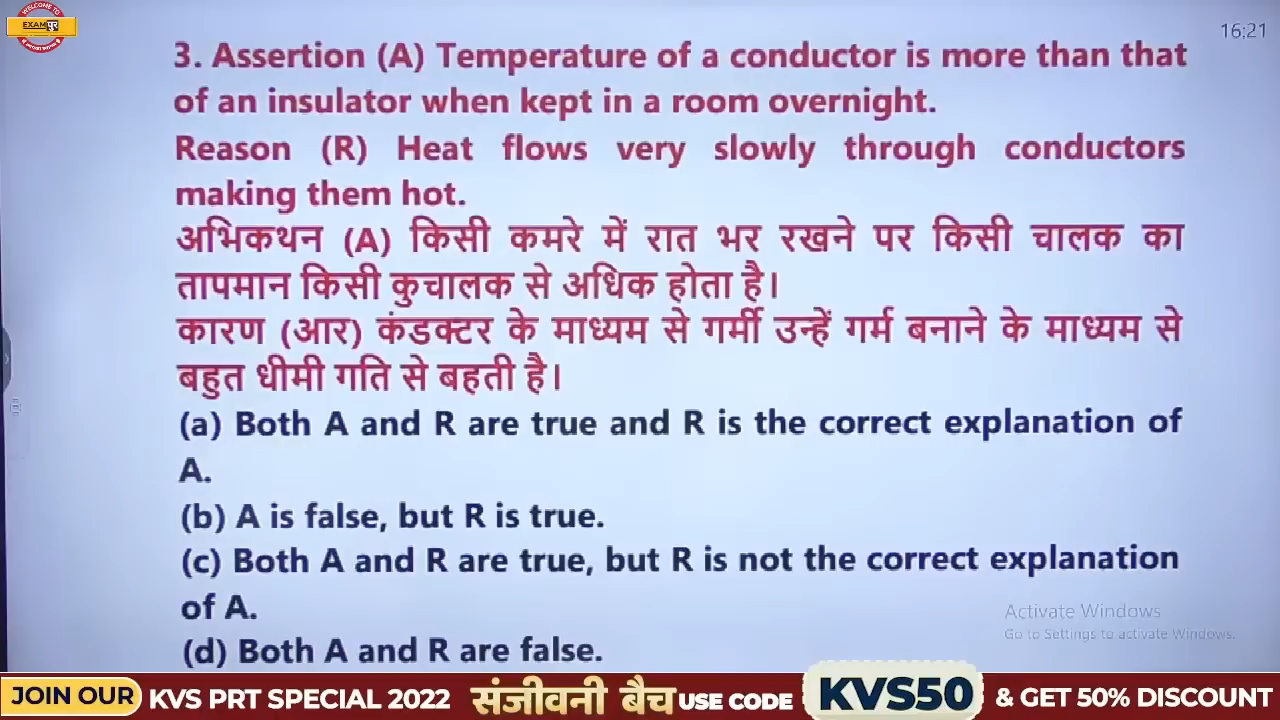 WELCOME TO
EXAMपुर
16:21
3. Assertion (A) Temperature of a conductor is more than that
of an insulator when kept in a room overnight.
Reason (R) Heat flows very slowly through conductors
making them hot.
अभिकथन (A) किसी कमरे में रात भर रखने पर किसी चालक का
तापमान किसी कुचालक से अधिक होता है।
कारण (आर) कंडक्टर के माध्यम से गर्मी उन्हें गर्म बनाने के माध्यम से
बहुत धीमी गति से बहती है।
(a) Both A and R are true and R is the correct explanation of
A.
(b) A is false, but R is true.
(c) Both A and R are true, but R is not the correct explanation
of A.
(d) Both A and R are false.
Activate Windows
Go to Settings to activate Windows.
JOIN OUR KVS PRT SPECIAL 2022 संजीवनी बैच USE CODE KVS50 & GET 50% DISCOUNT